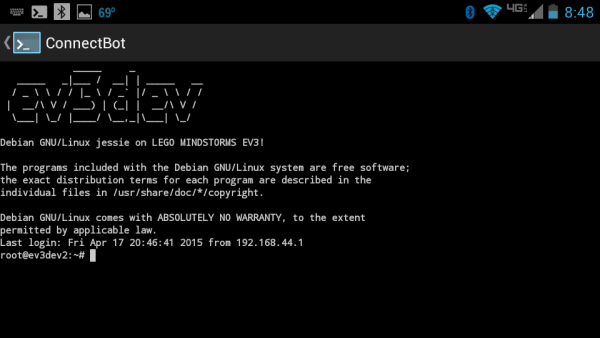 69°
4G
8:48
ConnectBot
ev3dev
Debian GNU/Linux jessie on LEGO MINDSTORMS EV3!
The programs included with the Debian GNU/Linux system are free software;
the exact distribution terms for each program are described in the
individual files in /usr/share/doc/*/copyright.
Debian GNU/Linux comes with ABSOLUTELY NO WARRANTY, to the extent
permitted by applicable law.
Last login: Fri Apr 17 20:46:41 2015 from 192.168.44.1
root@ev3dev2:~#